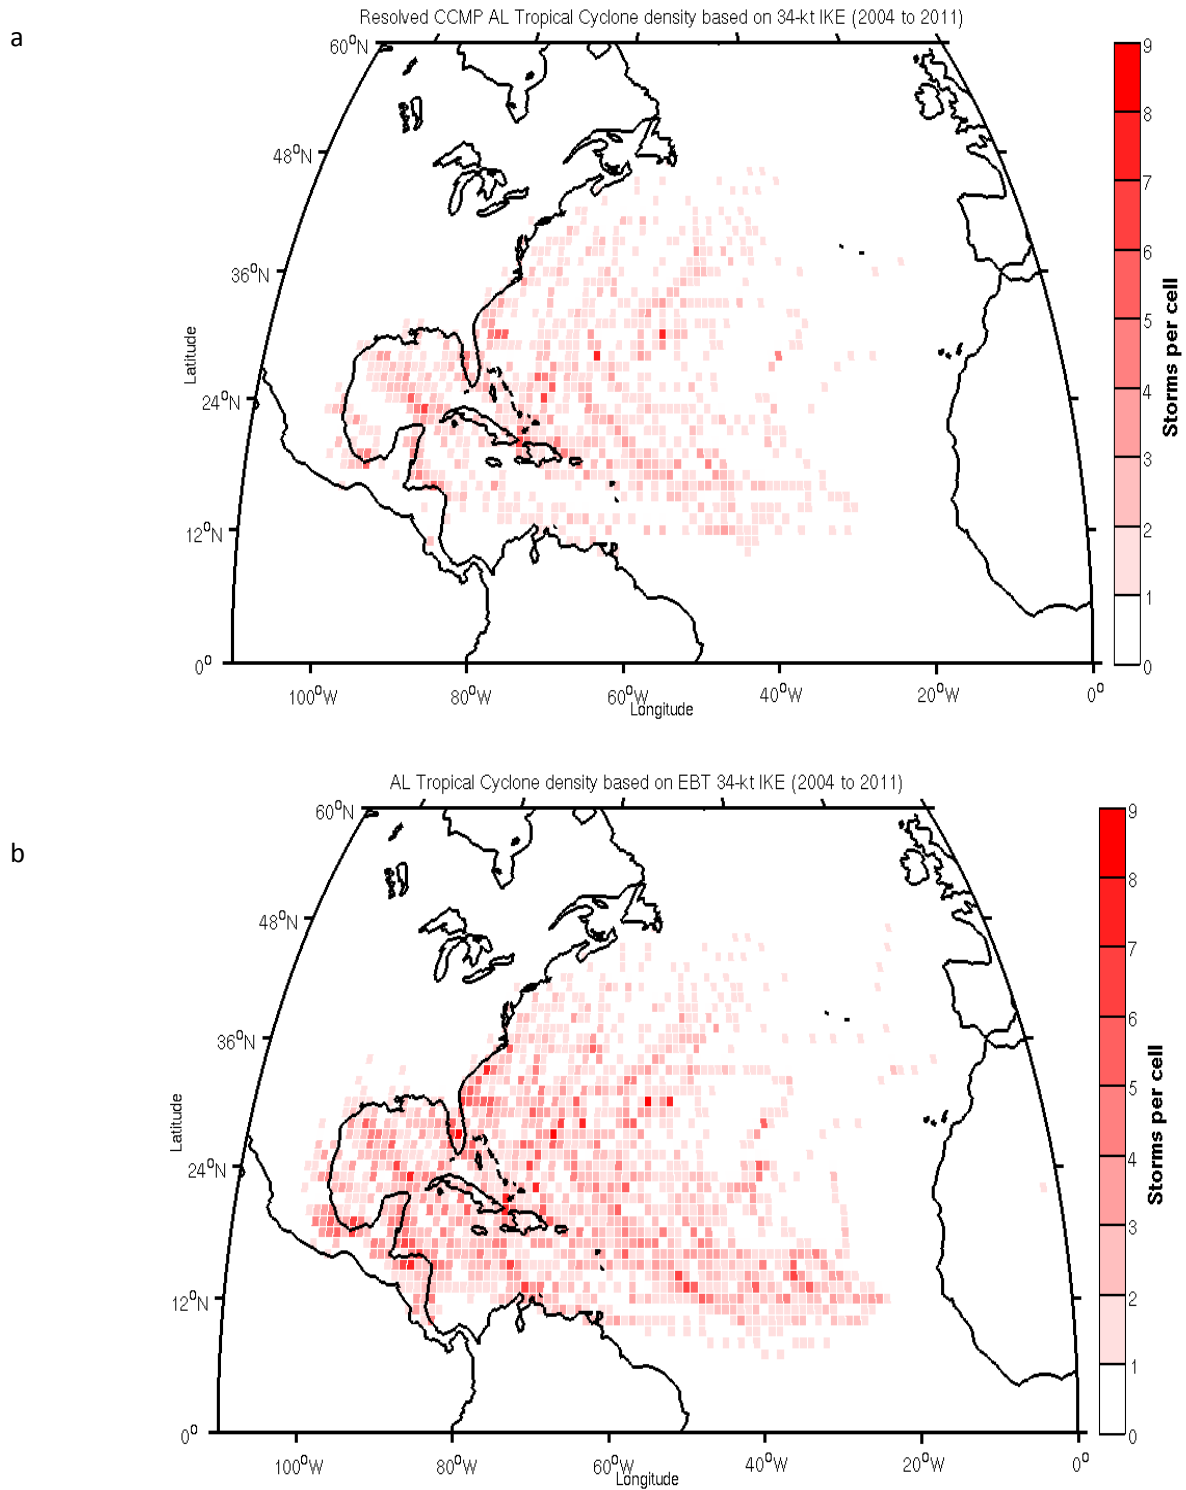 a
Resolved CCMP AL Tropical Cyclone density based on 34-kt IKE (2004 to 2011)
60°N
48°N
36°N
24°N
12°N
0°
Latitude
100°W 80°W 60°W 40°W 20°W 0°
Longitude
9
8
7
6
5
4
3
2
1
0
Storms per cell
b
AL Tropical Cyclone density based on EBT 34-kt IKE (2004 to 2011)
60°N
48°N
36°N
24°N
12°N
0°
Latitude
100°W 80°W 60°W 40°W 20°W 0°
Longitude
9
8
7
6
5
4
3
2
1
0
Storms per cell